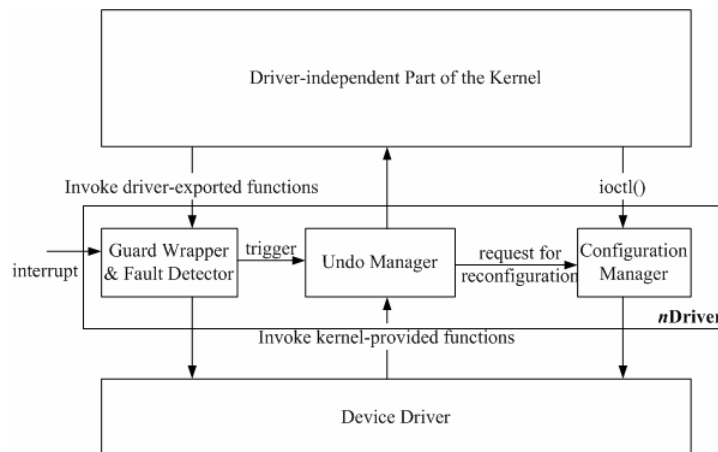 Driver-independent Part of the Kernel
Invoke driver-exported functions
ioctl()
interrupt
Guard Wrapper
& Fault Detector
trigger
Undo Manager
request for
reconfiguration
Configuration
Manager
nDriver
Invoke kernel-provided functions
Device Driver